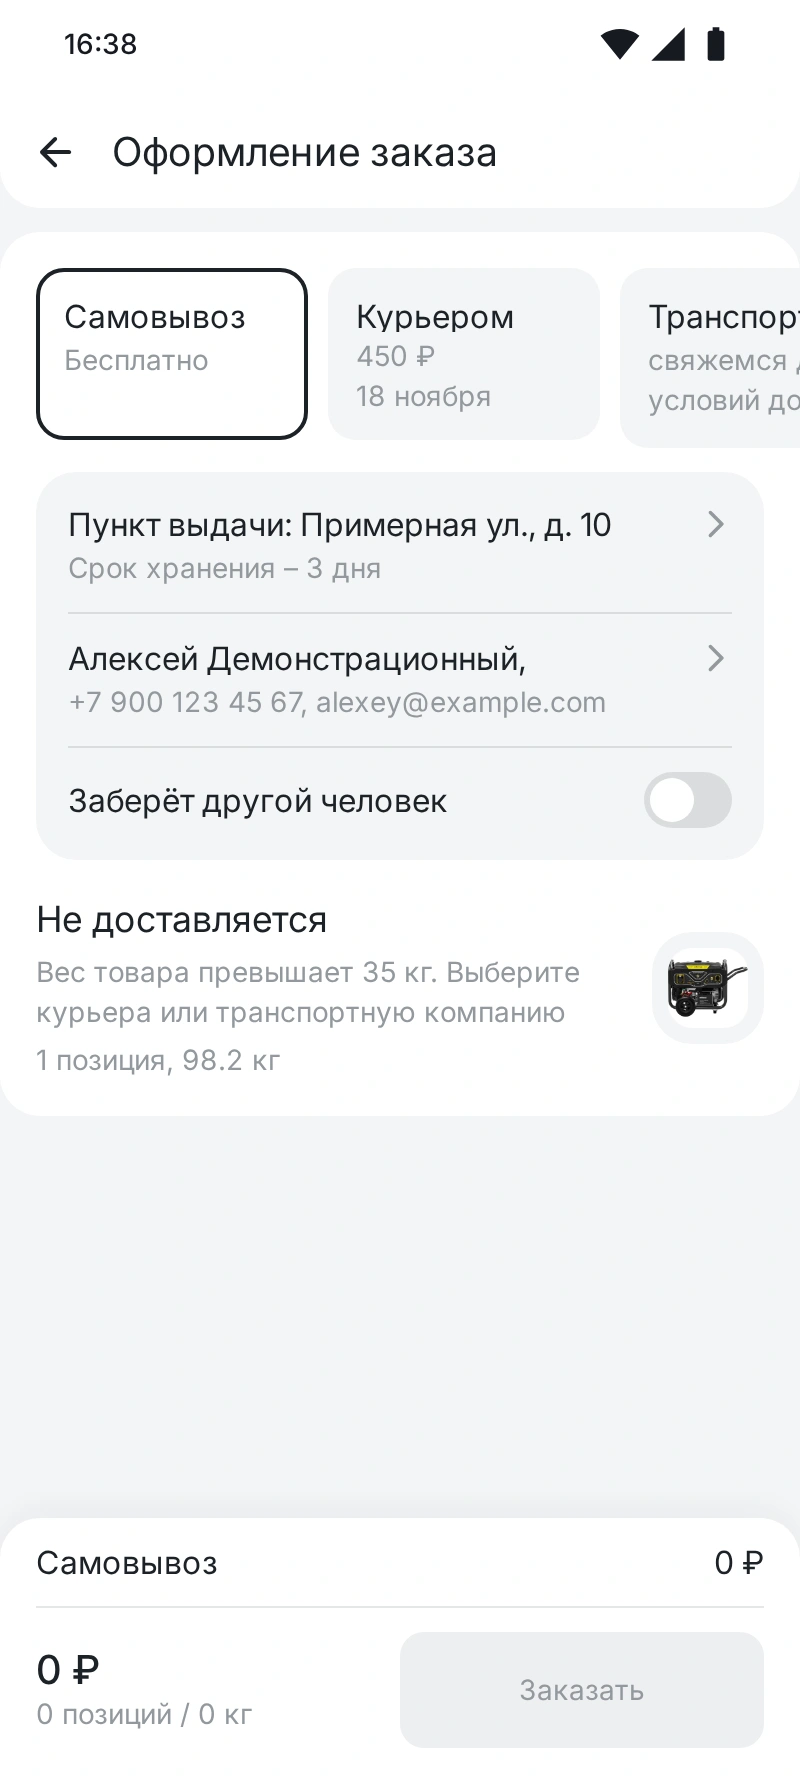 16:38
Оформление заказа
Самовывоз
Бесплатно
Курьером
450 ₽
18 ноября
Транспорт
свяжемся
условий до
Пункт выдачи: Примерная ул., д. 10
Срок хранения – 3 дня
Алексей Демонстрационный,
+7 900 123 45 67, alexey@example.com
Заберёт другой человек
Не доставляется
Вес товара превышает 35 кг. Выберите
курьера или транспортную компанию
1 позиция, 98.2 кг
Самовывоз
0 ₽
0 ₽
0 позиций / 0 кг
Заказать